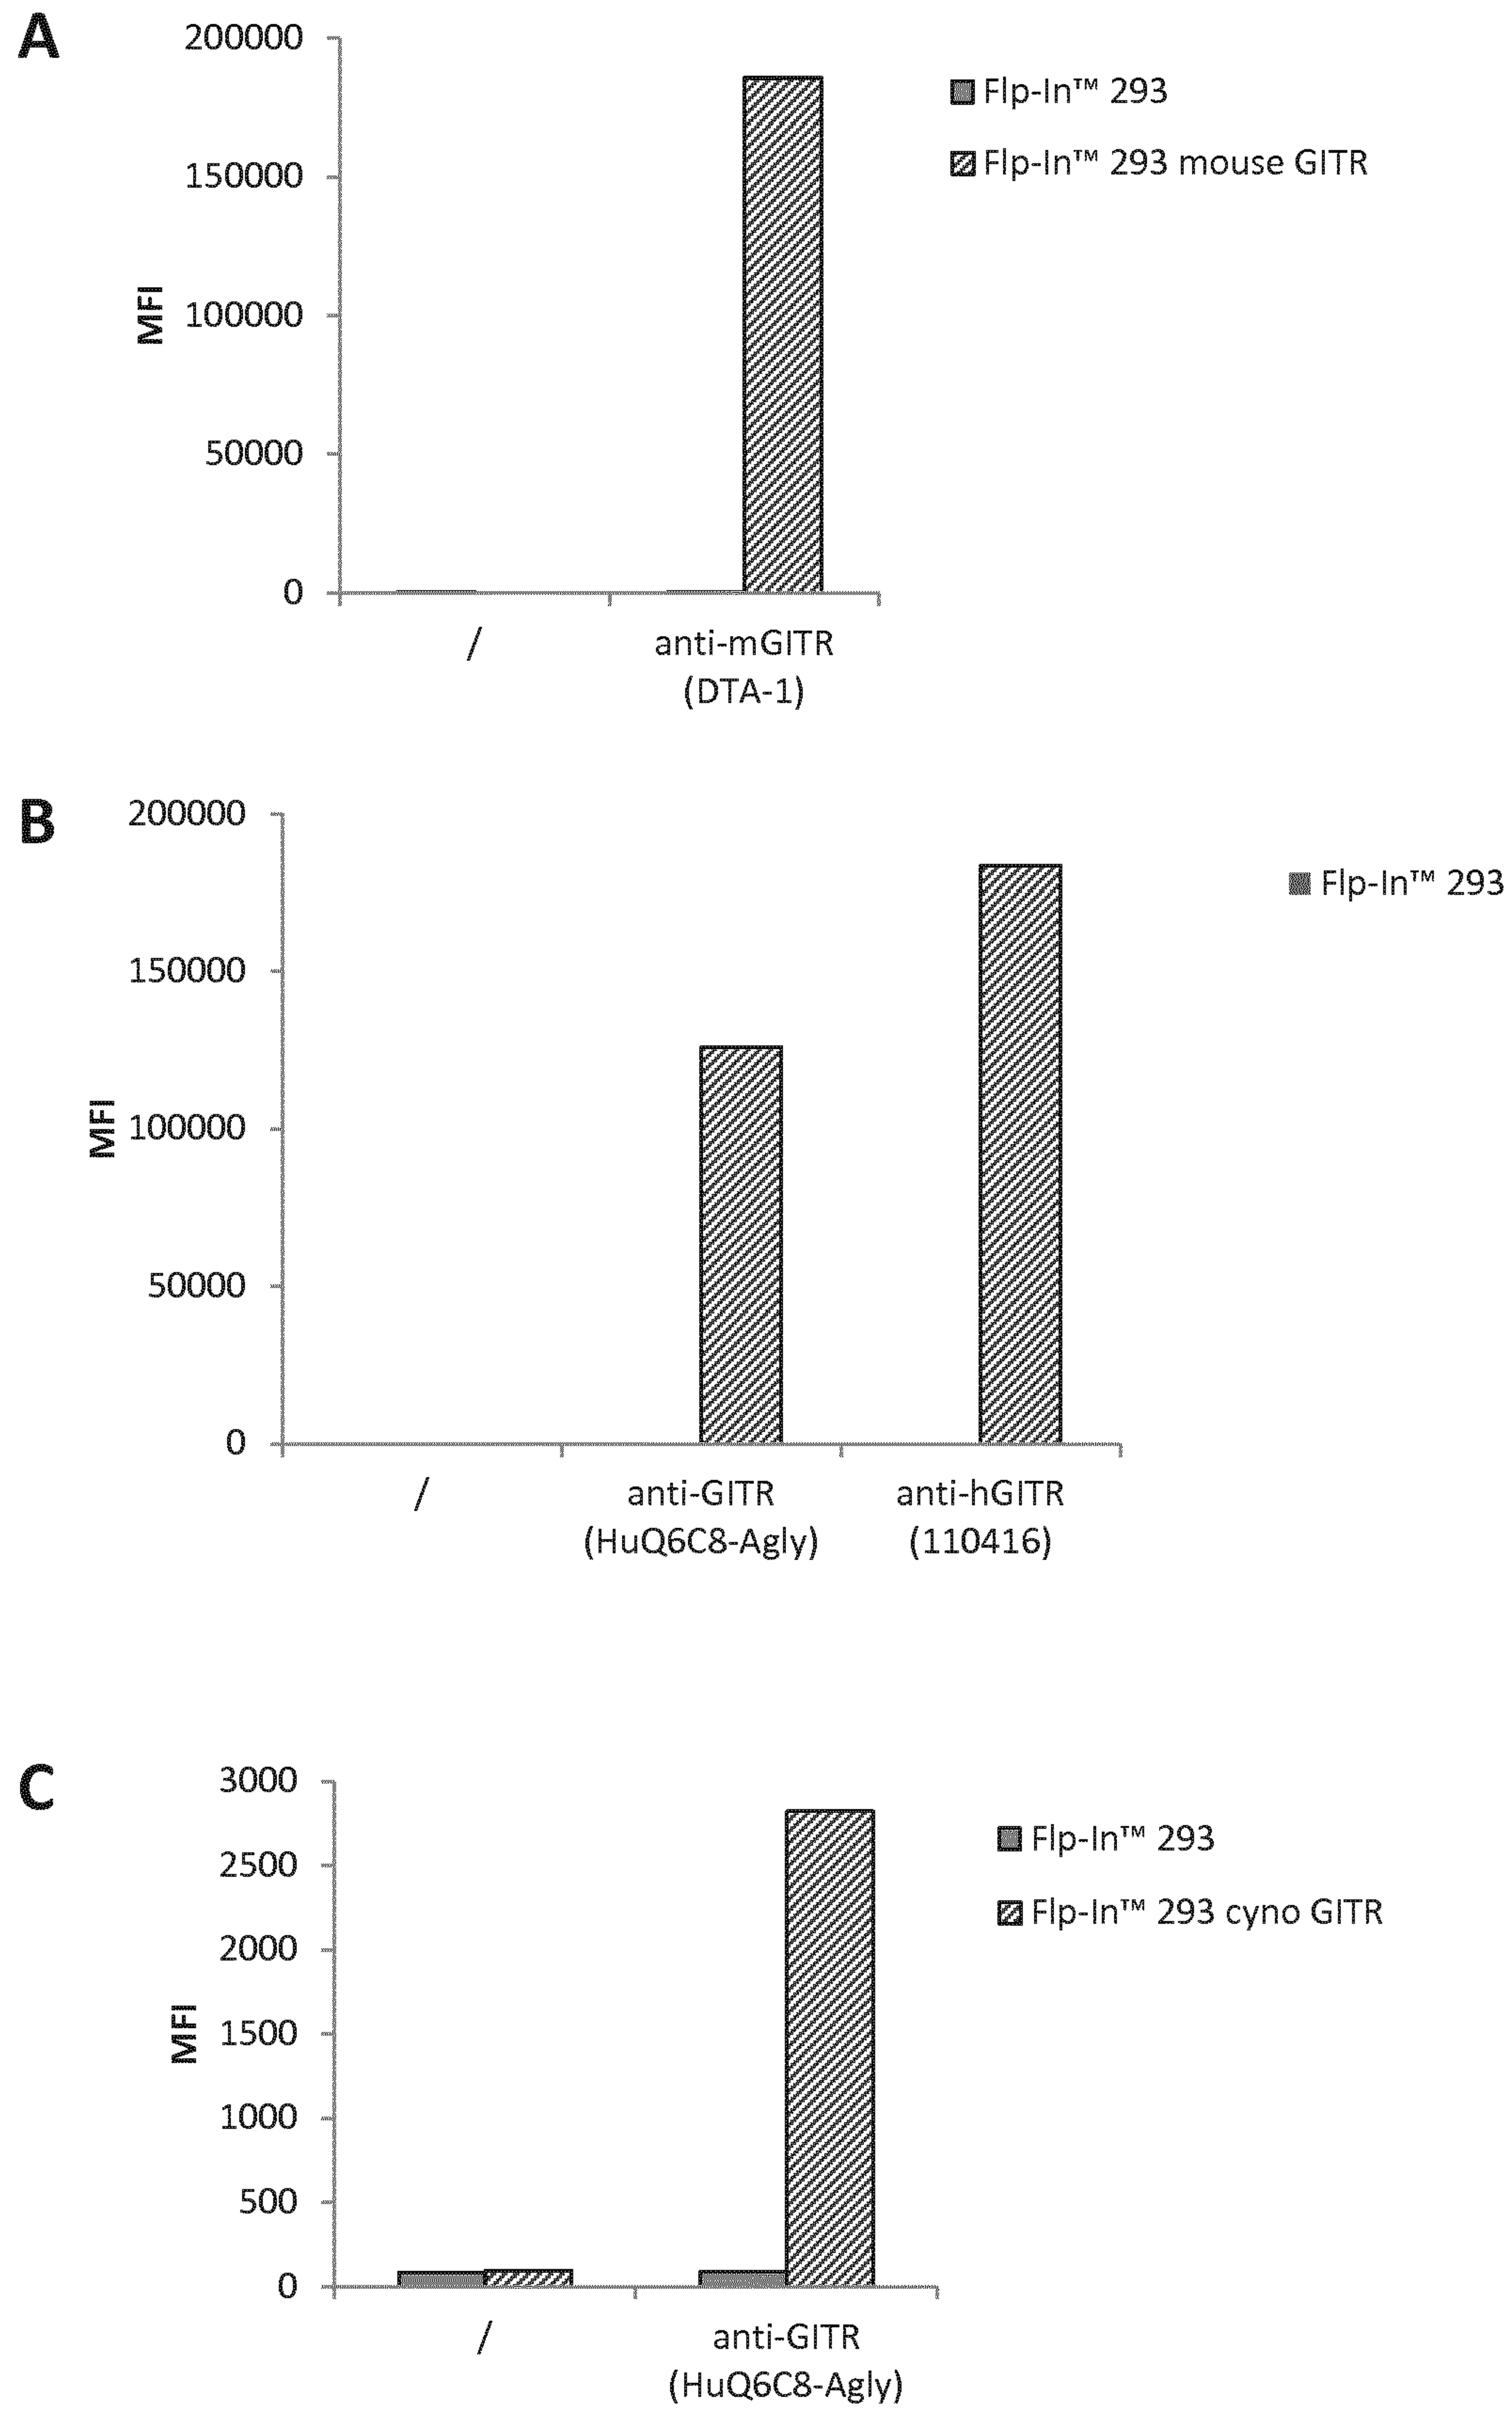 A
200000
150000
100000
50000
0
MFI
/
anti-mGITR
(DTA-1)
Flp-In™ 293
Flp-In™ 293 mouse GITR
B
200000
150000
100000
50000
0
MFI
/
anti-GITR
(HuQ6C8-Agly)
anti-hGITR
(110416)
Flp-In™ 293
C
3000
2500
2000
1500
1000
500
0
MFI
/
anti-GITR
(HuQ6C8-Agly)
Flp-In™ 293
Flp-In™ 293 cyno GITR